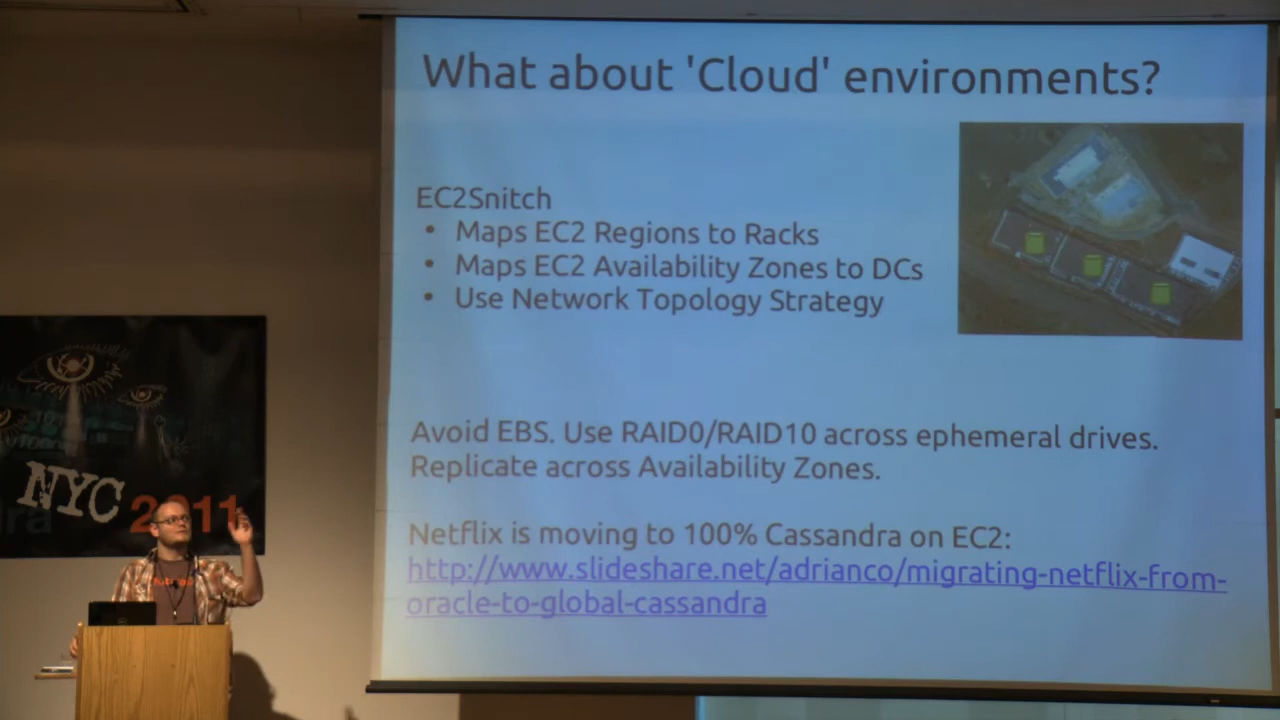 What about 'Cloud' environments?
EC2Snitch
• Maps EC2 Regions to Racks
• Maps EC2 Availability Zones to DCs
• Use Network Topology Strategy
Avoid EBS. Use RAID0/RAID10 across ephemeral drives.
Replicate across Availability Zones.
Netflix is moving to 100% Cassandra on EC2:
http://www.slideshare.net/adrianco/migrating-netflix-from-
oracle-to-global-cassandra
NYC 2011